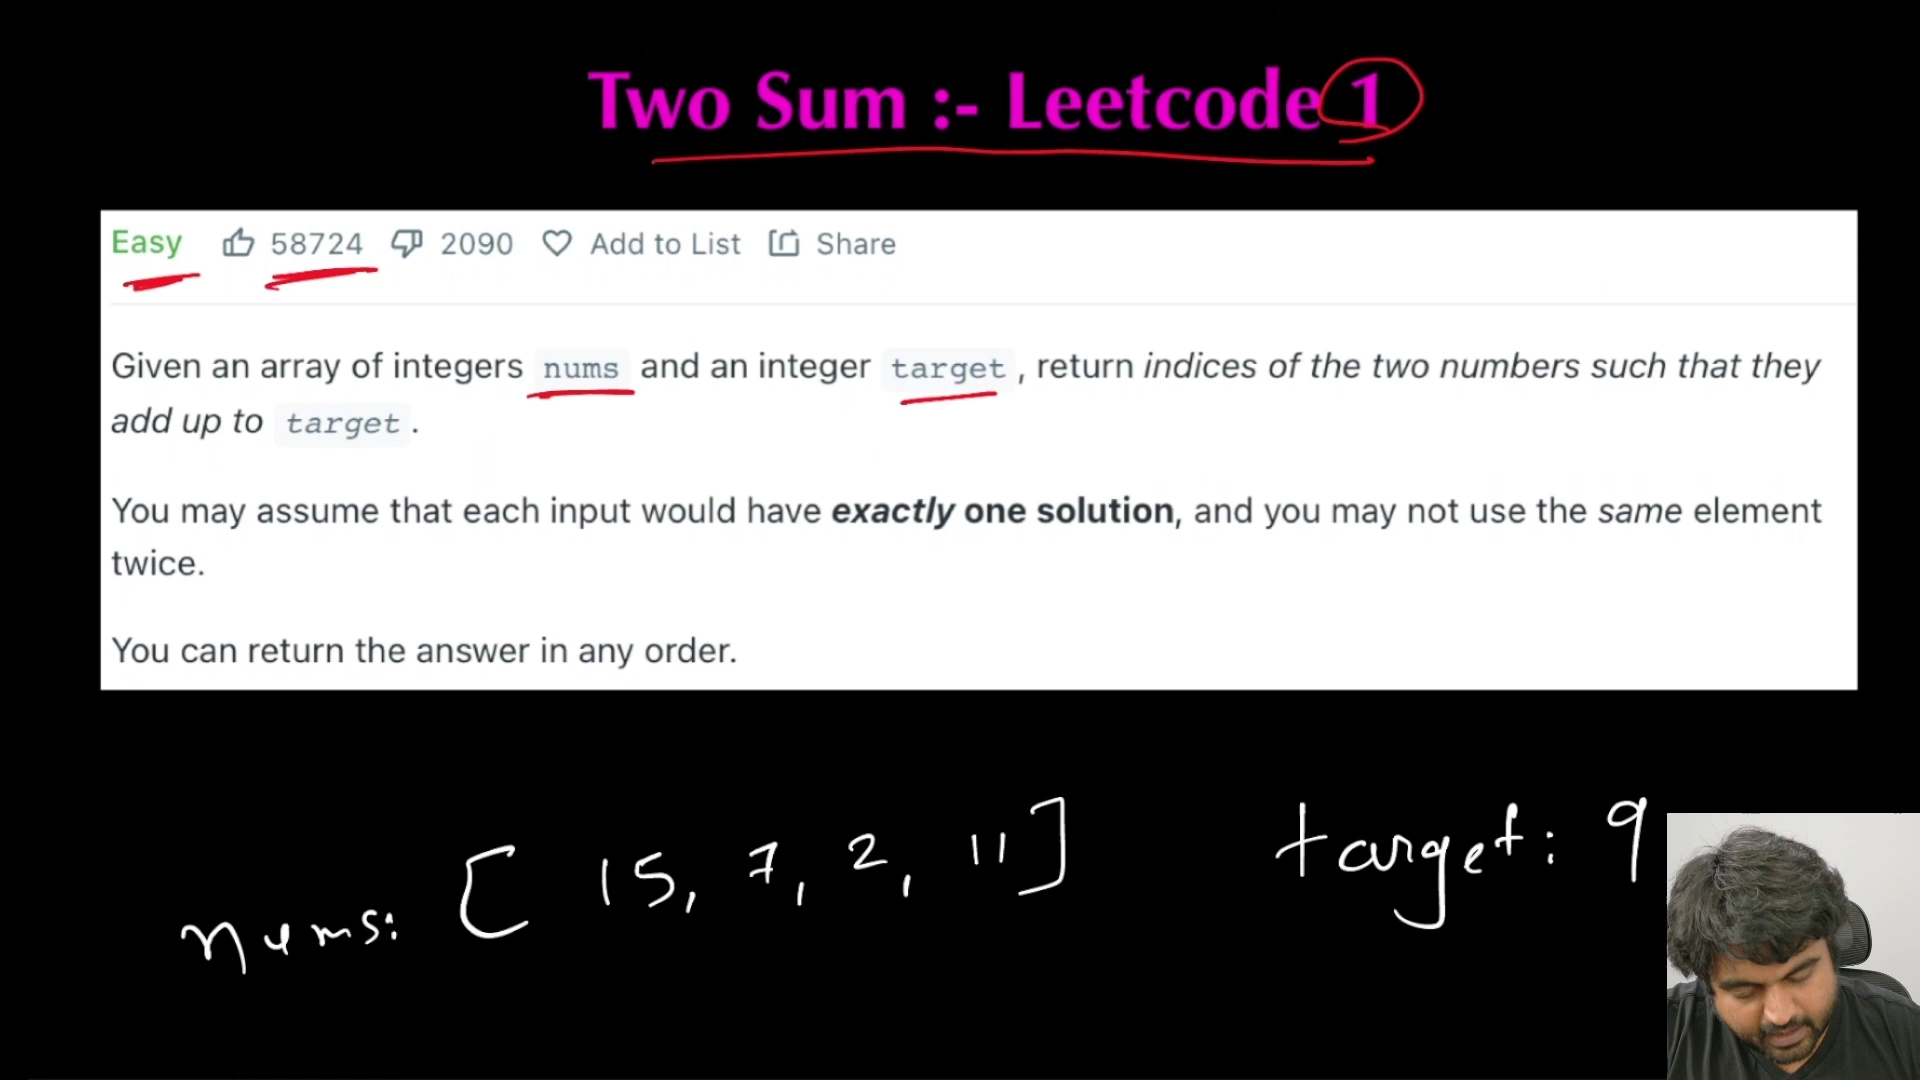 Two Sum :- Leetcode 1
Easy 58724 2090 Add to List Share
Given an array of integers nums and an integer target, return indices of the two numbers such that they
add up to target.
You may assume that each input would have exactly one solution, and you may not use the same element
twice.
You can return the answer in any order.
nums: [ 15, 7, 2, 11 ] target: 9